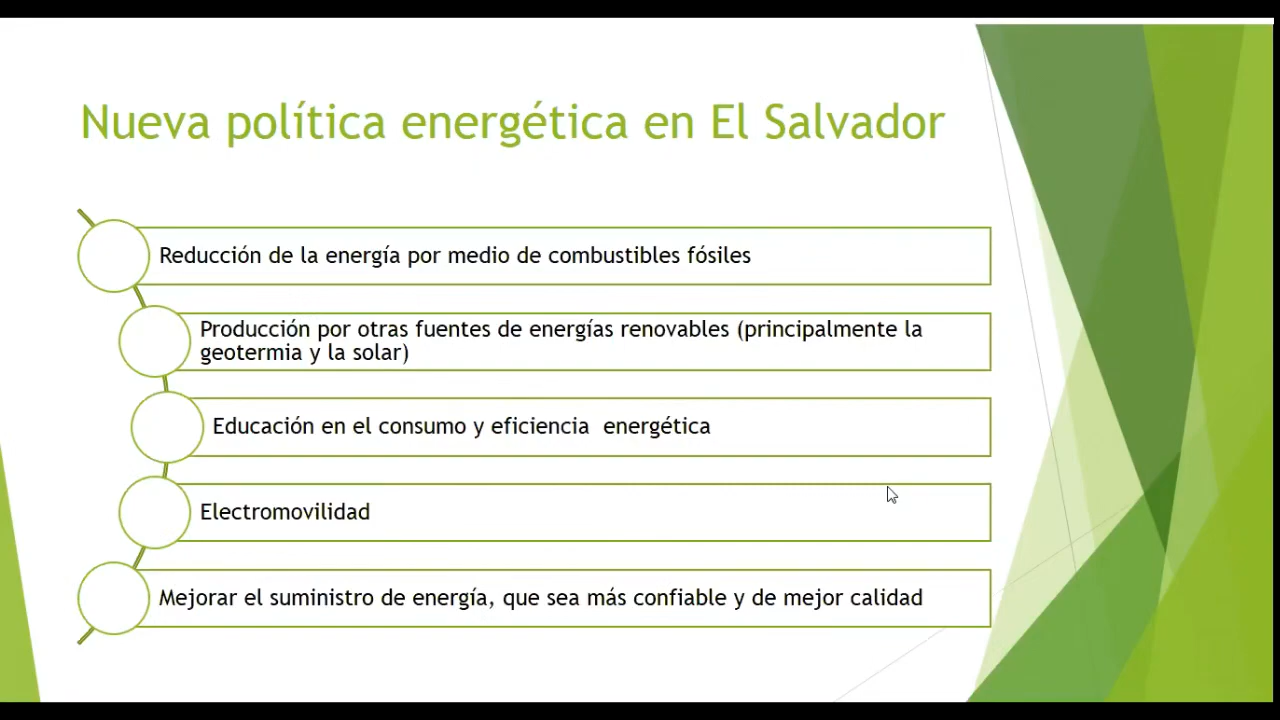 Nueva política energética en El Salvador
Reducción de la energía por medio de combustibles fósiles
Producción por otras fuentes de energías renovables (principalmente la
geotermia y la solar)
Educación en el consumo y eficiencia  energética
Electromovilidad
Mejorar el suministro de energía, que sea más confiable y de mejor calidad